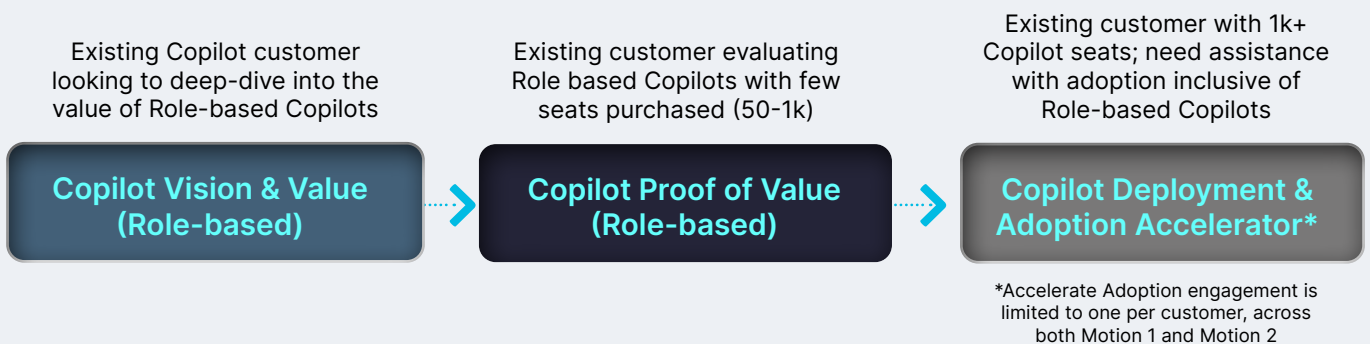 Existing Copilot customer
looking to deep-dive into the
value of Role-based Copilots
Copilot Vision & Value
(Role-based)
Existing customer evaluating
Role based Copilots with few
seats purchased (50-1k)
Copilot Proof of Value
(Role-based)
Existing customer with 1k+
Copilot seats; need assistance
with adoption inclusive of
Role-based Copilots
Copilot Deployment &
Adoption Accelerator*
*Accelerate Adoption engagement is
limited to one per customer, across
both Motion 1 and Motion 2